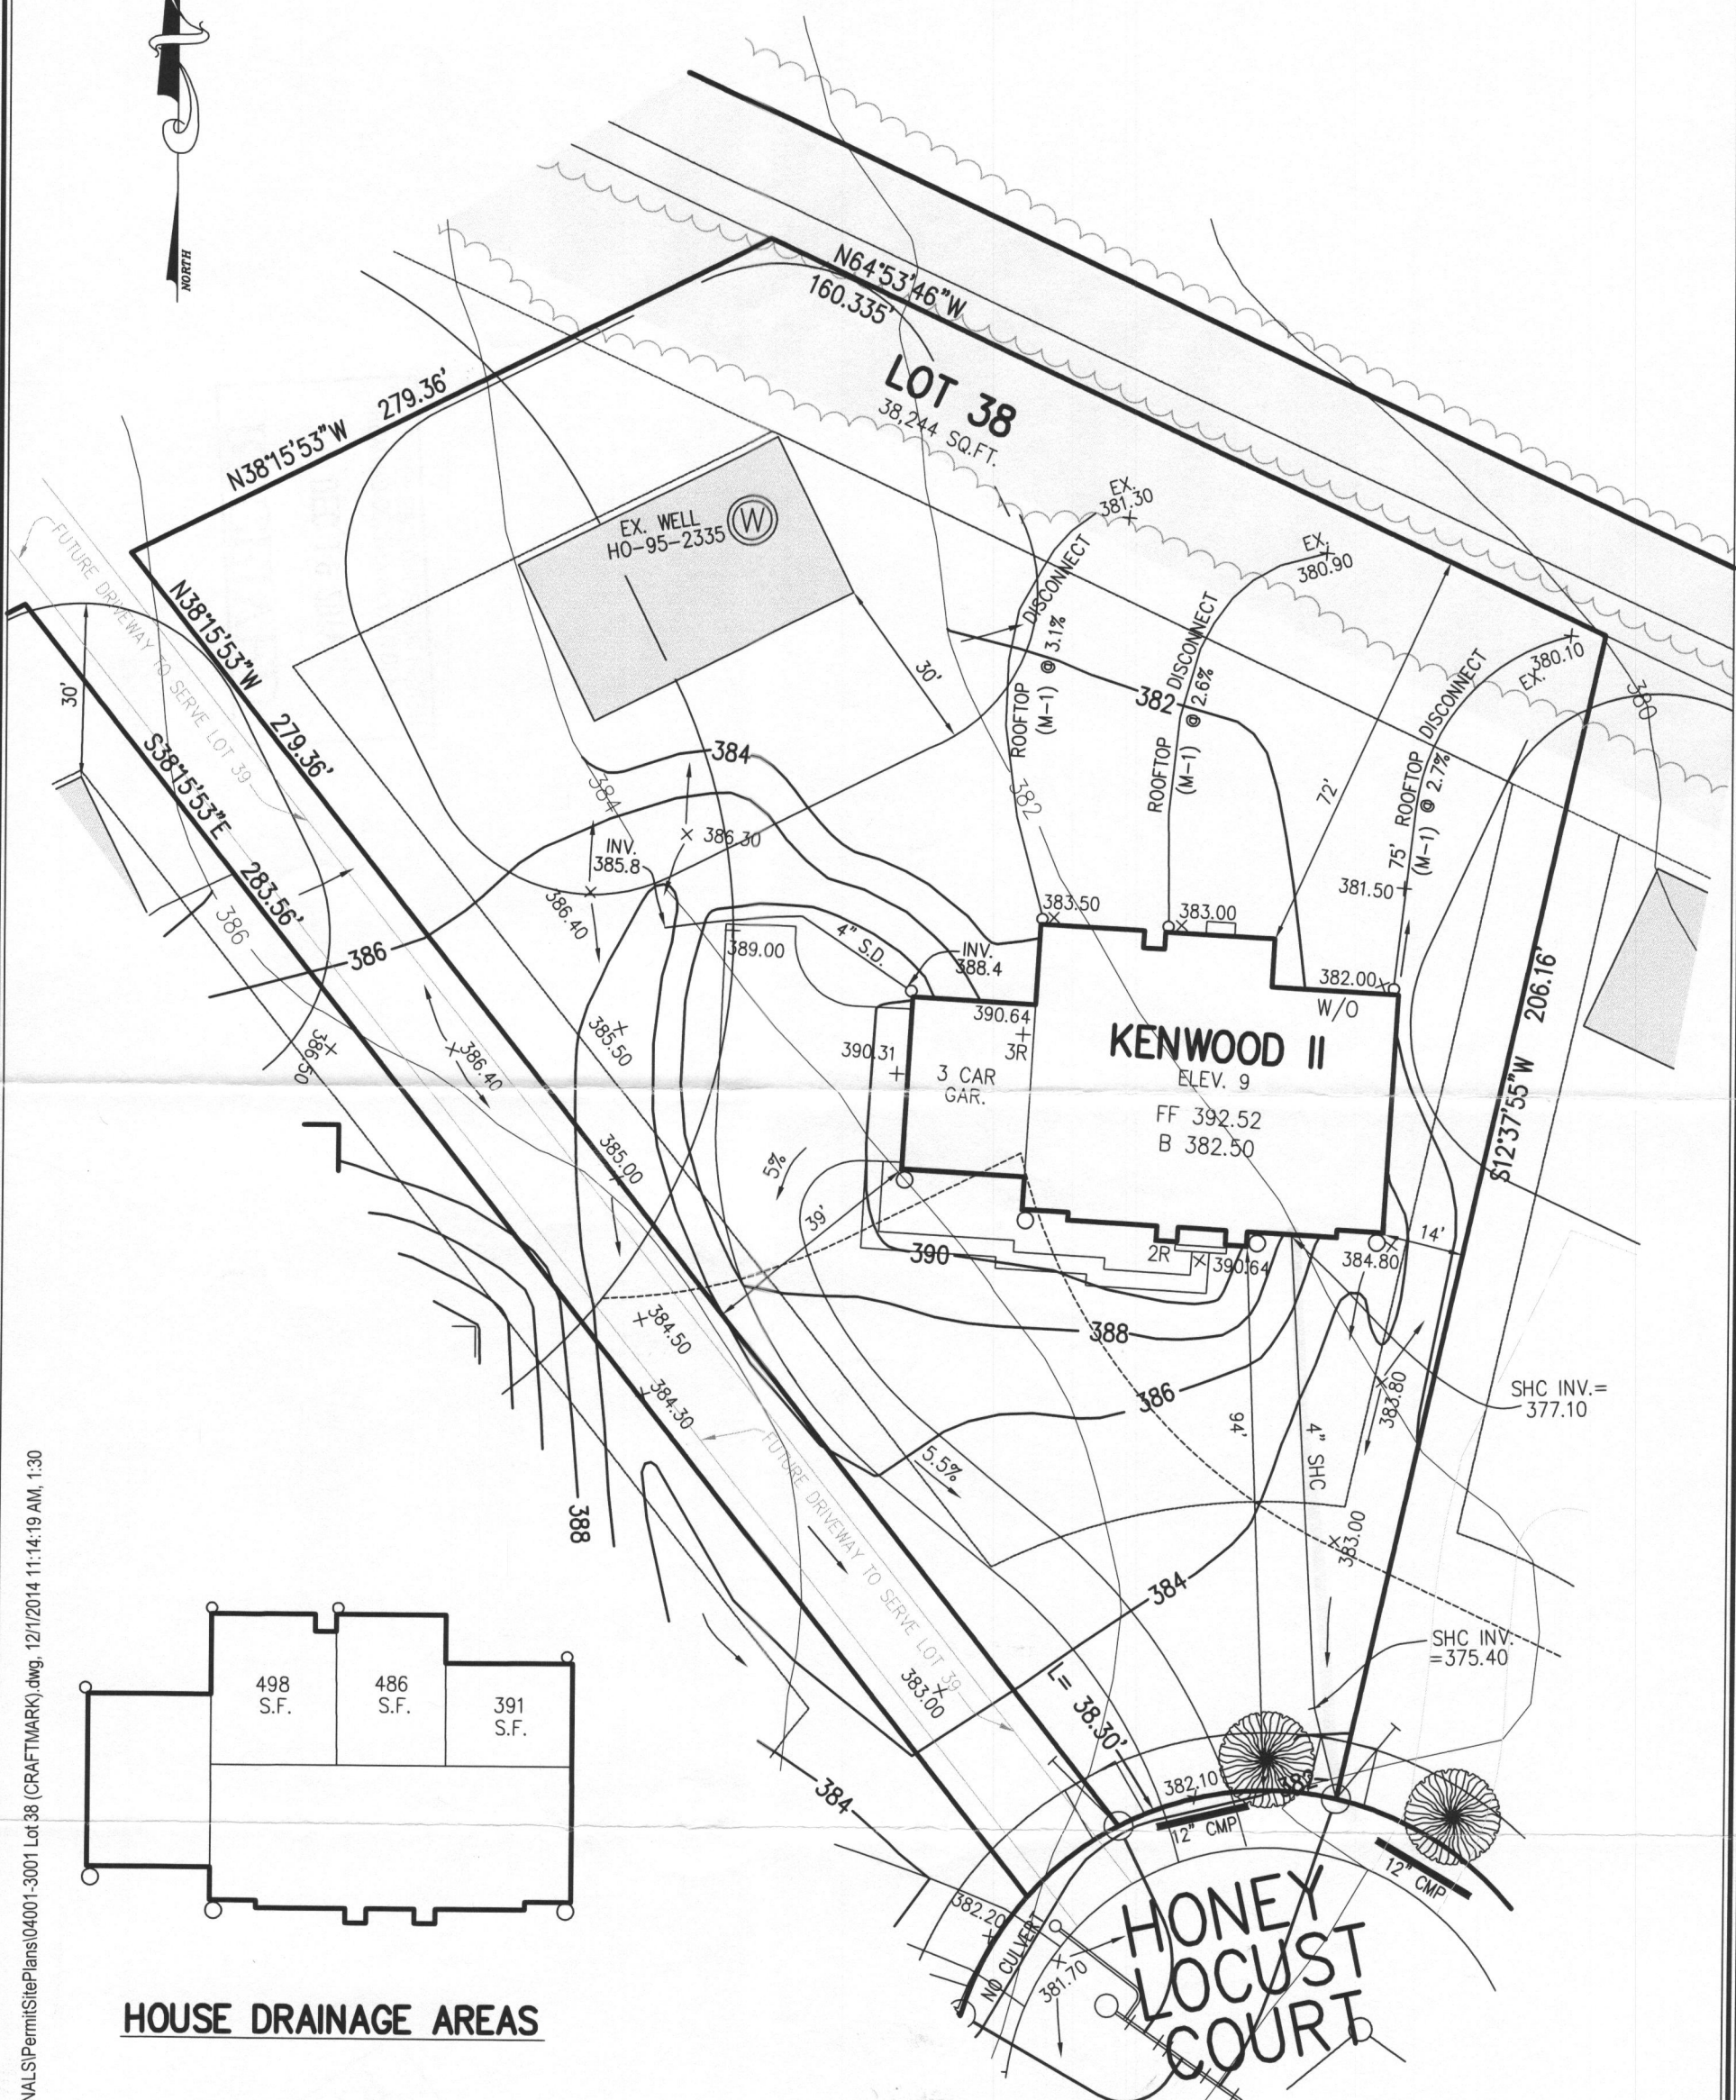 NORTH
N64°53'46"W
160.335'
LOT 38
38,244 SQ.FT.
N38°15'53"W 279.36'
EX. WELL
HO-95-2335
W
EX.
381.30
EX.
380.90
EX.
380.10
380
FUTURE DRIVEWAY TO SERVE LOT 39
N38°15'53"W 279.36'
30'
S38°15'53"E 283.56'
30'
ROOFTOP DISCONNECT
(M-1) @ 3.1%
ROOFTOP DISCONNECT
(M-1) @ 2.6%
75' ROOFTOP DISCONNECT
(M-1) @ 2.7%
382
72'
384
384
382
386.30
INV.
385.8
386.40
381.50
383.50
383.00
382.00
W/O
386
386
389.00
4" S.D.
INV.
388.4
390.64
3R
390.31
3 CAR
GAR.
KENWOOD II
ELEV. 9
FF 392.52
B 382.50
S12°37'55"W 206.16'
385.50
386.50
386.40
385.00
5%
39'
390
2R
390.64
384.80
14'
384.50
388
384.30
386
94'
4" SHC
383.80
SHC INV.=
377.10
388
5.5%
383.00
FUTURE DRIVEWAY TO SERVE LOT 39
384
SHC INV.
=375.40
383.00
L= 38.30'
382.10
382
12" CMP
12" CMP
384
382.20
NO CULVERT
381.70
HONEY
LOCUST
COURT
498
S.F.
486
S.F.
391
S.F.
HOUSE DRAINAGE AREAS
NALS\PermitSitePlans\04001-3001 Lot 38 (CRAFTMARK).dwg, 12/1/2014 11:14:19 AM, 1:30